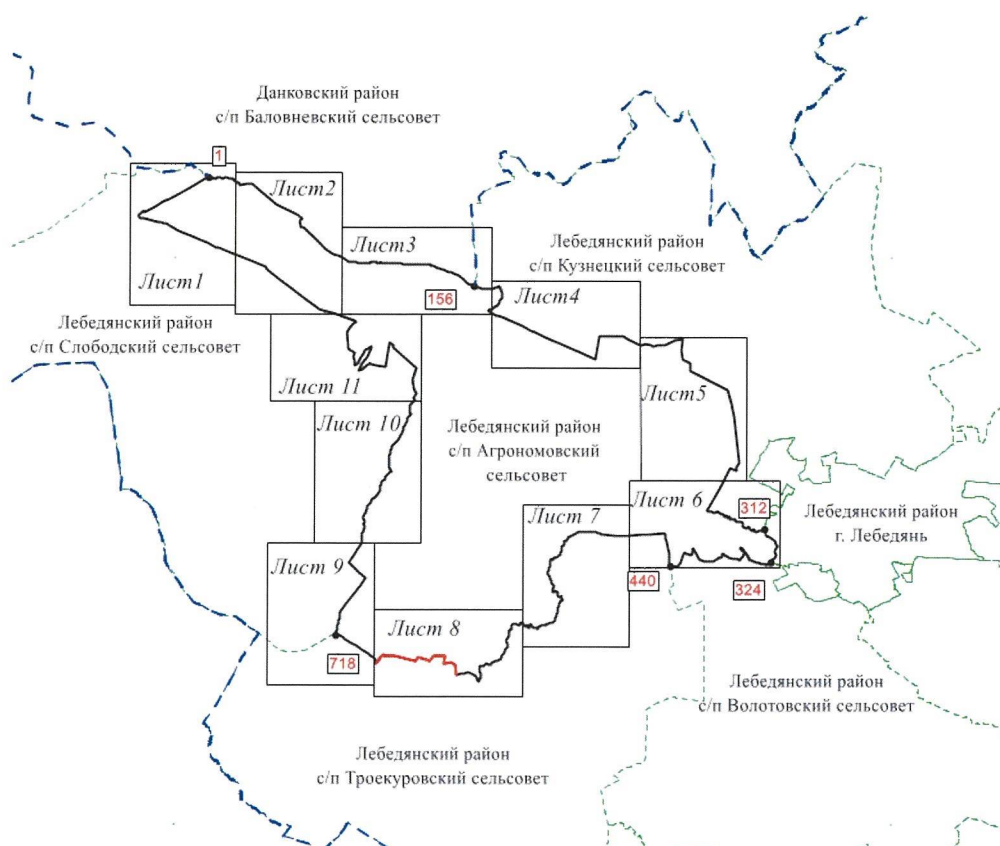 Данковский район
с/п Баловневский сельсовет
1
Лист2
Лист3
Лист1
156
Лебедянский район
с/п Кузнецкий сельсовет
Лист4
Лебедянский район
с/п Слободский сельсовет
Лист 11
Лист5
Лист 10
Лебедянский район
с/п Агрономовский
сельсовет
Лист 6
312
Лебедянский район
г. Лебедянь
Лист 7
Лист 9
440
324
Лист 8
718
Лебедянский район
с/п Волотовский сельсовет
Лебедянский район
с/п Троекуровский сельсовет